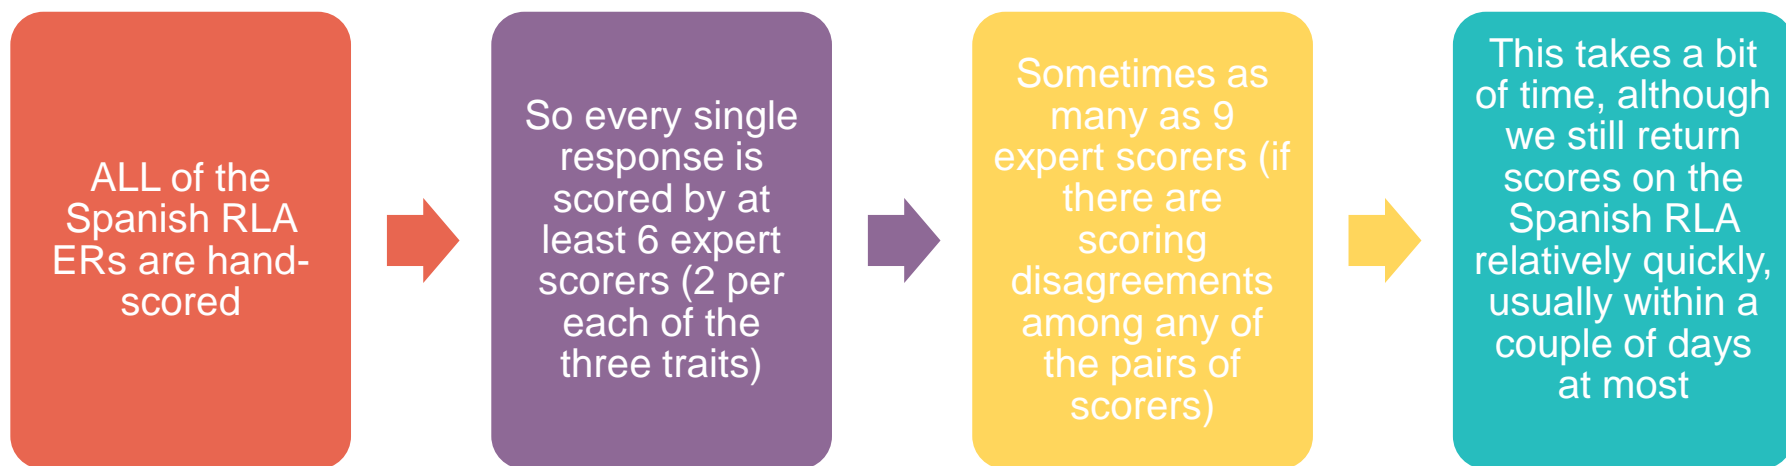 ALL of the
Spanish RLA
ERs are hand-
scored
So every single
response is
scored by at
least 6 expert
scorers (2 per
each of the
three traits)
Sometimes as
many as 9
expert scorers (if
there are
scoring
disagreements
among any of
the pairs of
scorers)
This takes a bit
of time, although
we still return
scores on the
Spanish RLA
relatively quickly,
usually within a
couple of days
at most